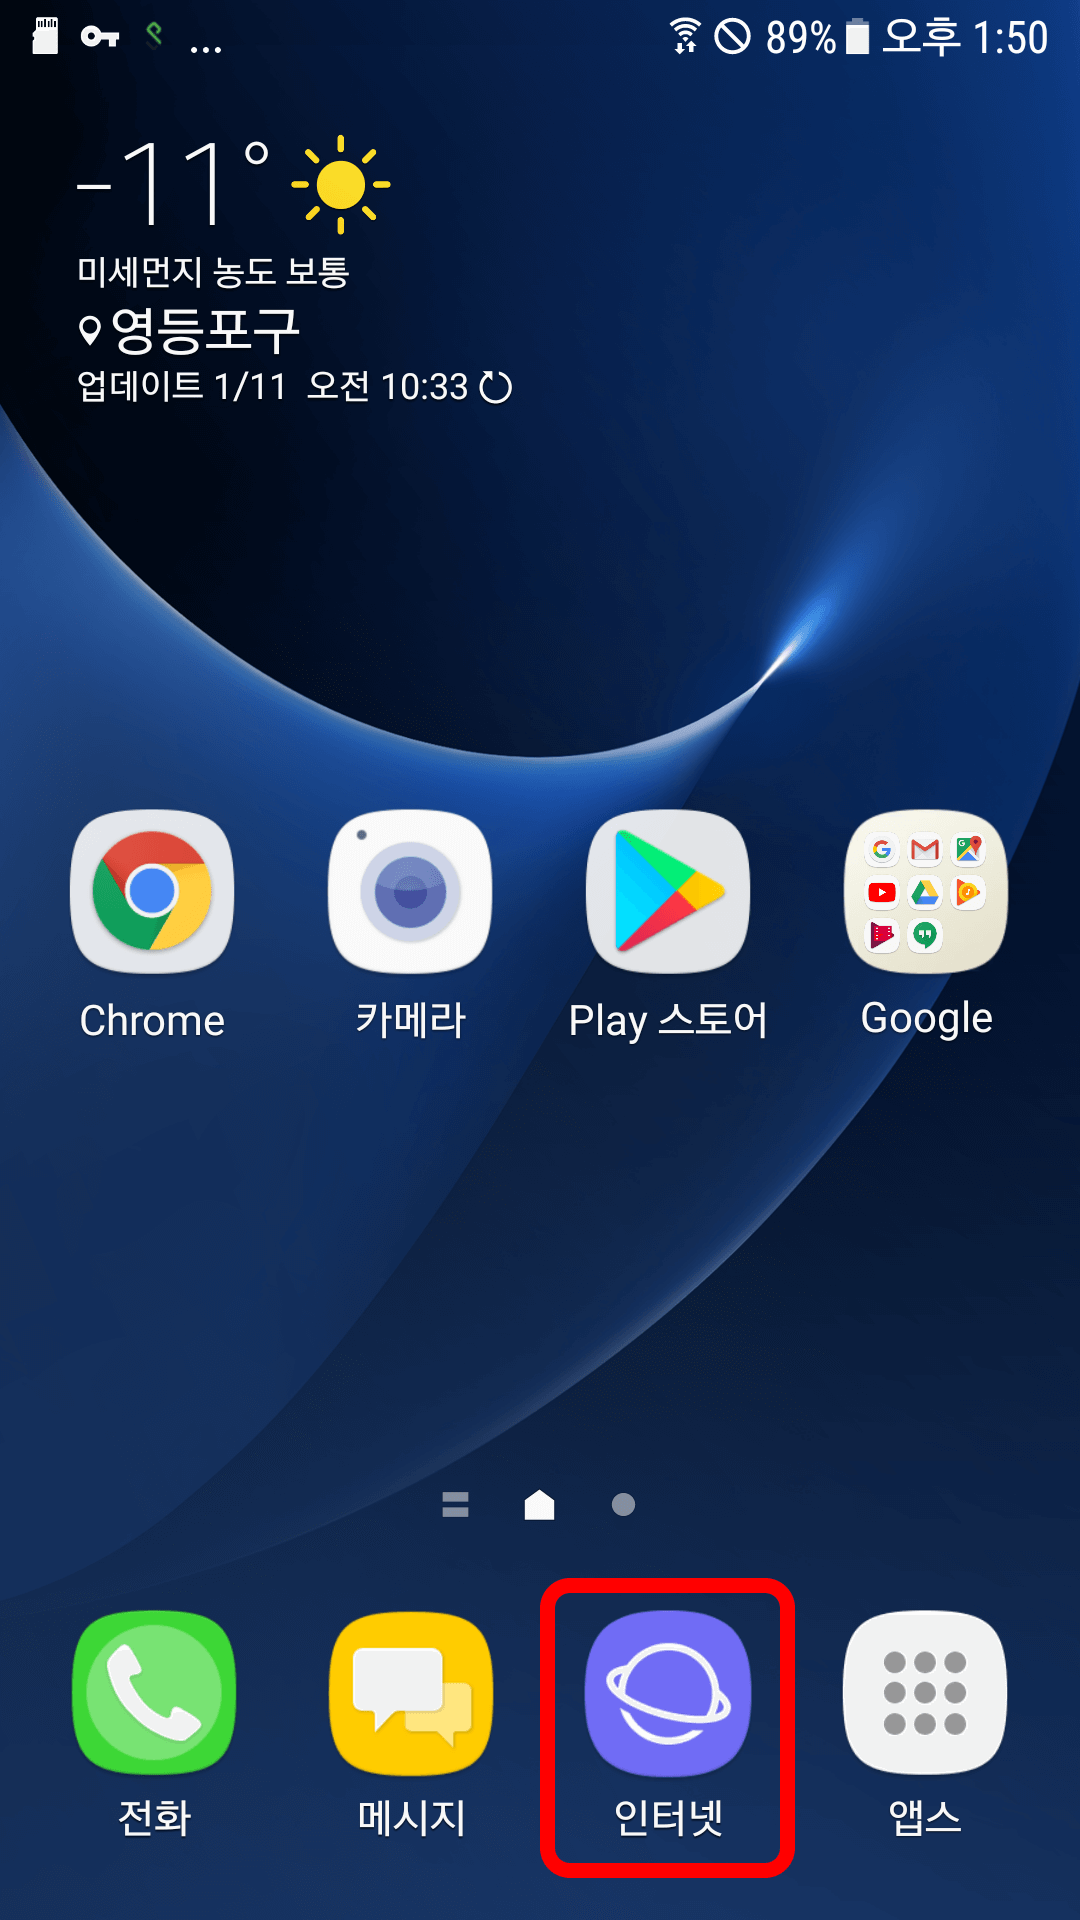 ... 89% 오후 1:50
-11°
미세먼지 농도 보통
영등포구
업데이트 1/11 오전 10:33
Chrome 카메라 Play 스토어 Google
전화 메시지 인터넷 앱스